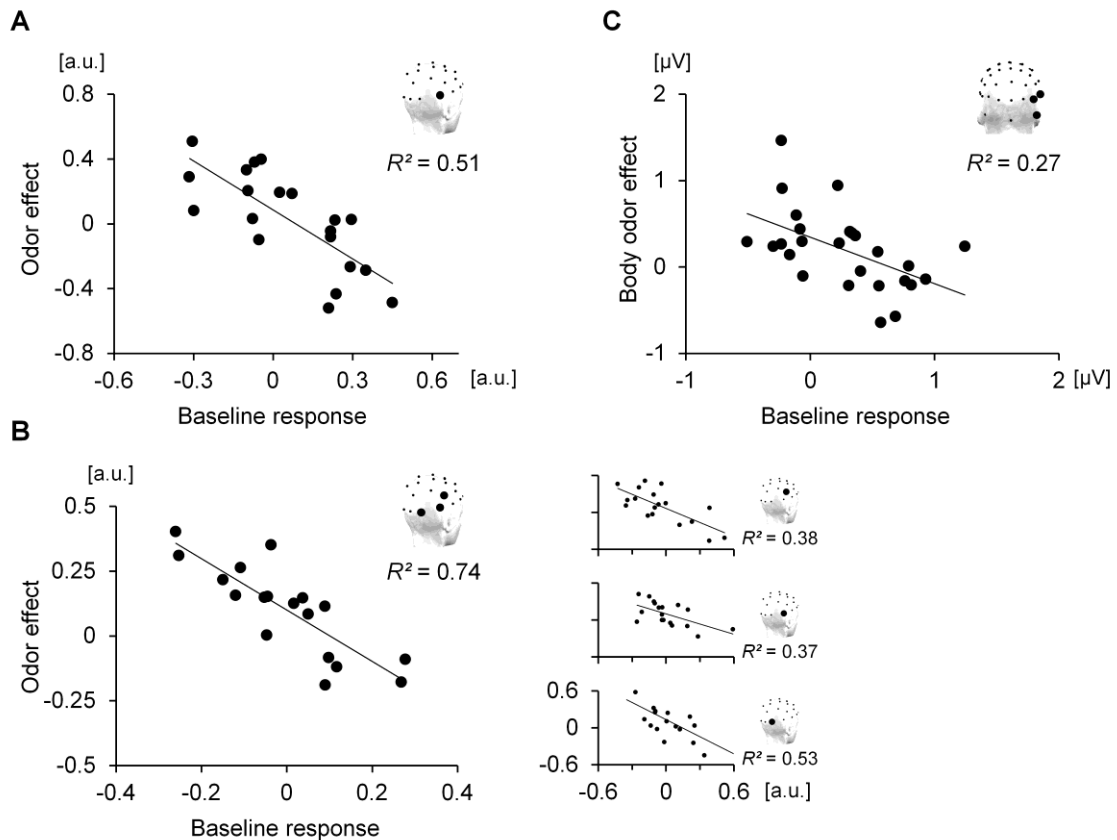 A
[a.u.]
0.8
0.4
0
-0.4
-0.8
Odor effect
R² = 0.51
-0.6 -0.3 0 0.3 0.6 [a.u.]
Baseline response
C
[µV]
2
1
0
-1
Body odor effect
R² = 0.27
-1 0 1 2 [µV]
Baseline response
B
[a.u.]
0.5
0.25
0
-0.25
-0.5
Odor effect
R² = 0.74
-0.4 -0.2 0 0.2 0.4
Baseline response
R² = 0.38
R² = 0.37
0.6
0
-0.6
R² = 0.53
-0.6 0 0.6 [a.u.]